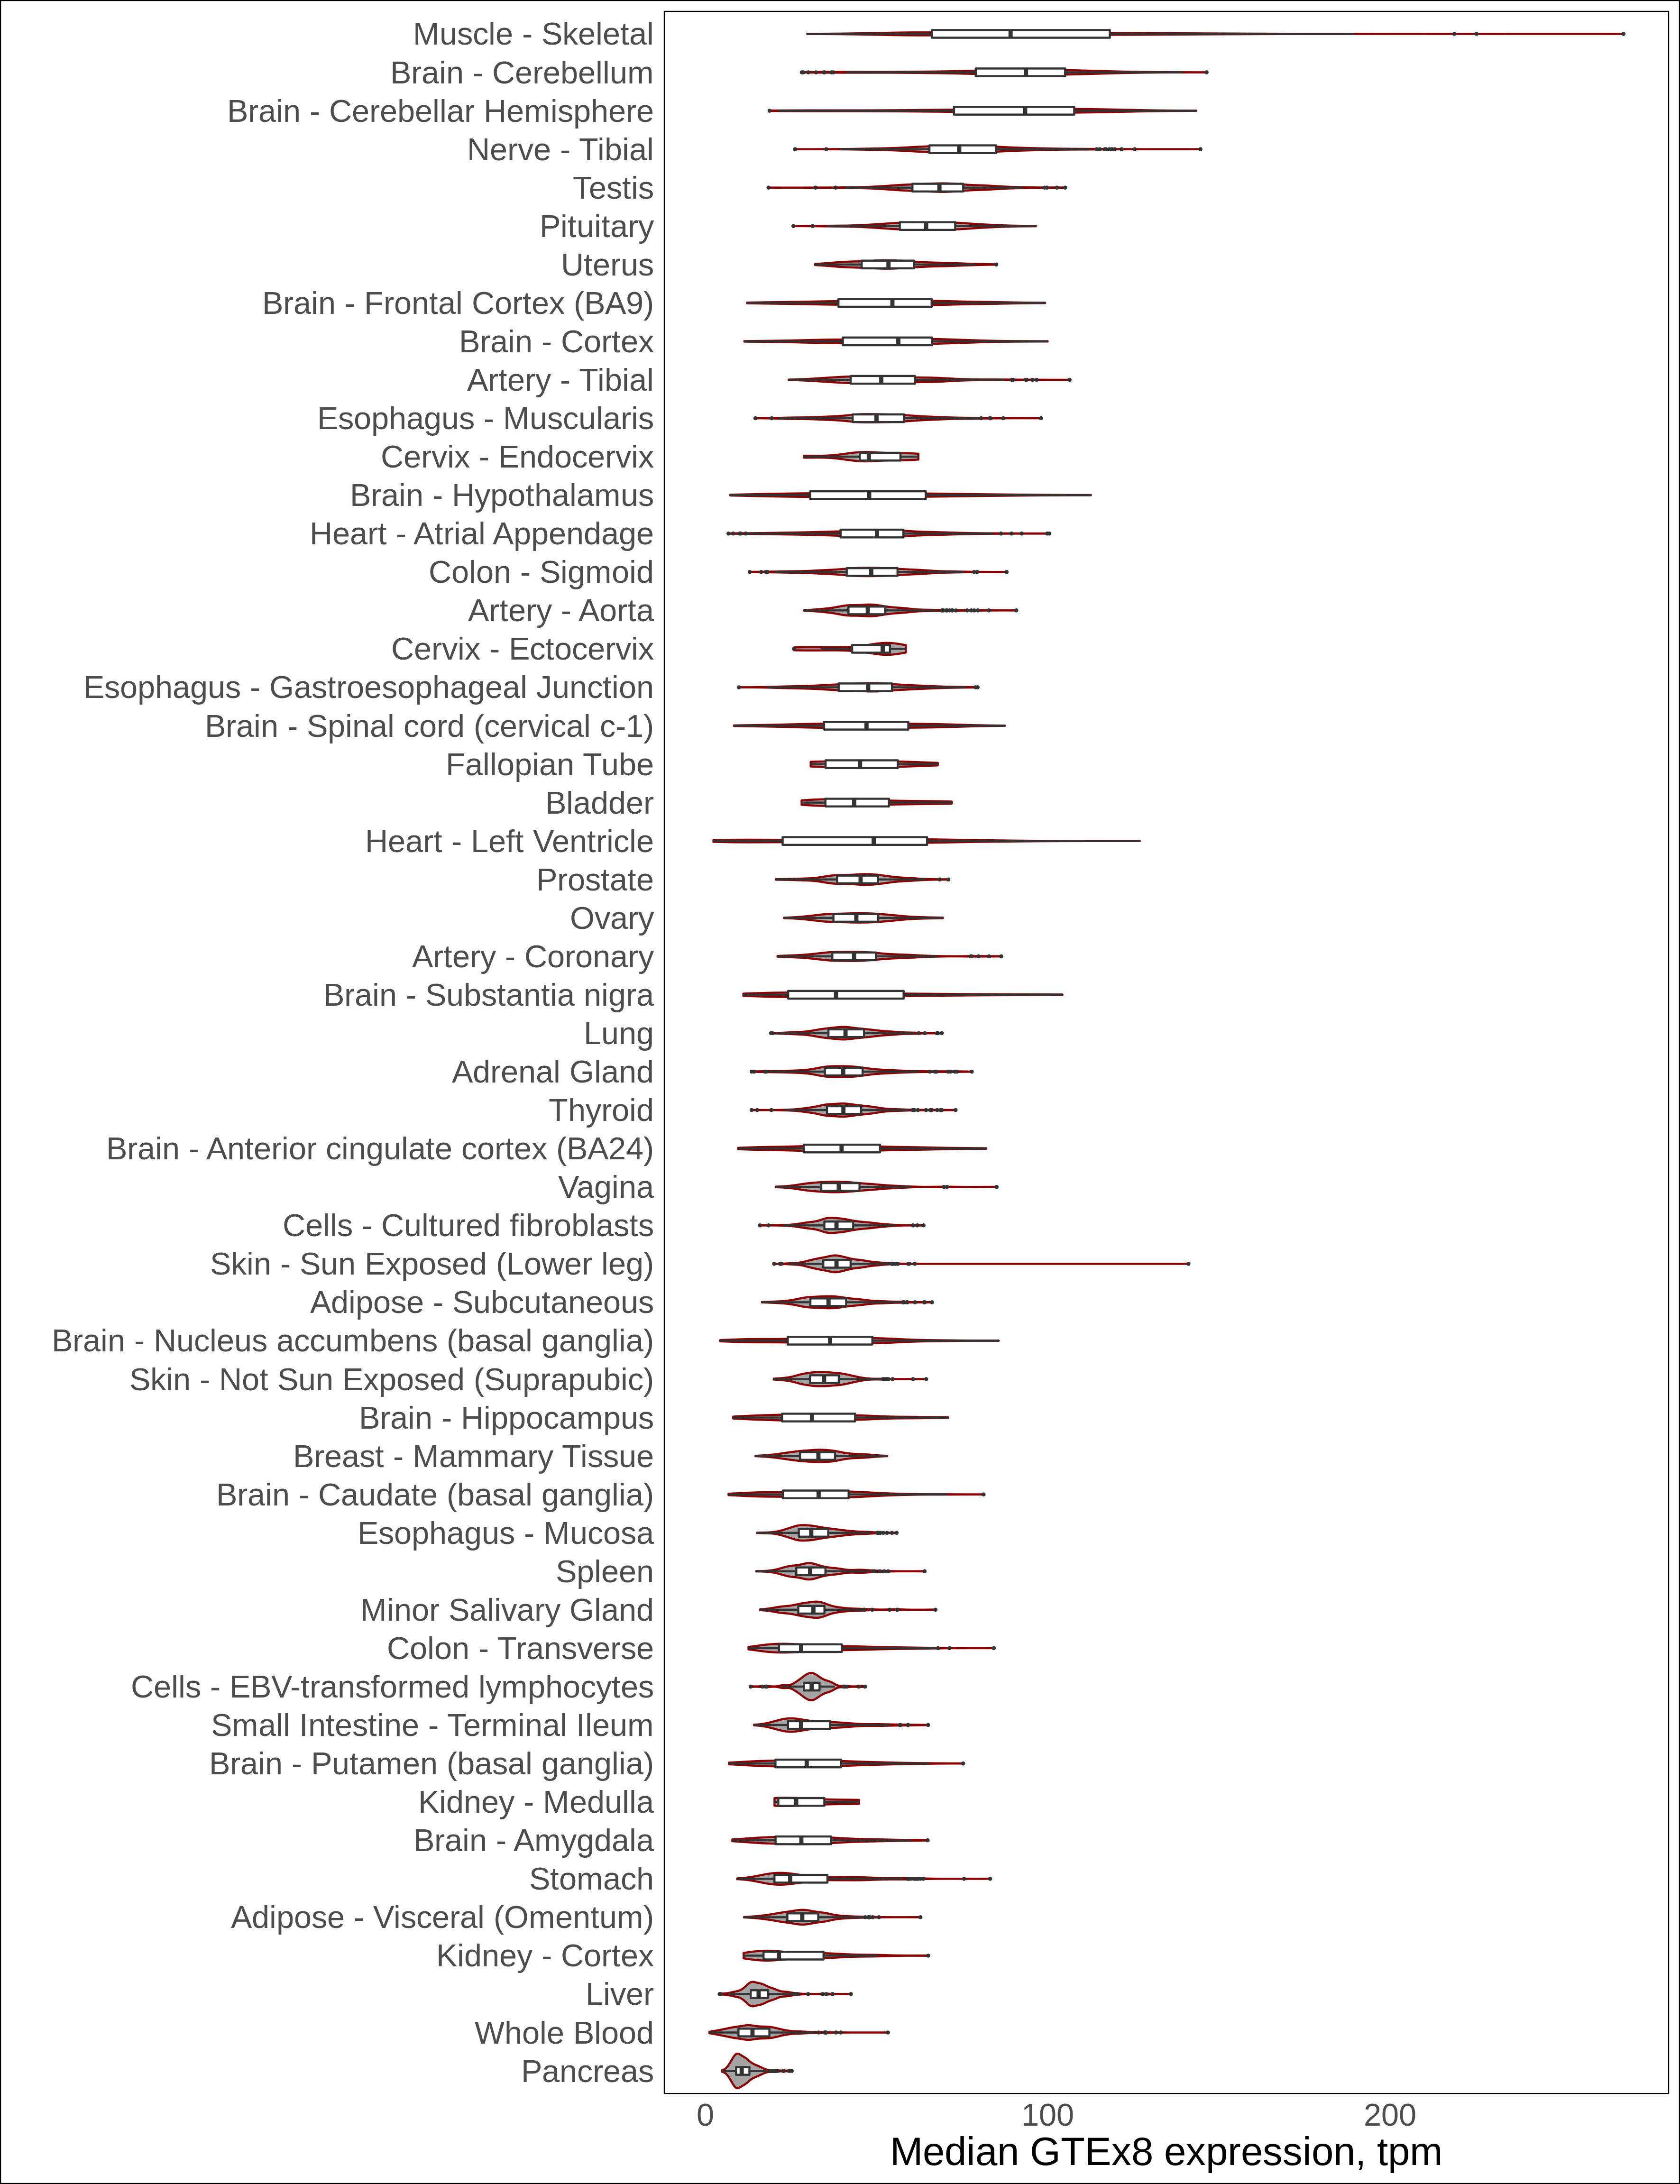 Muscle - Skeletal
Brain - Cerebellum
Brain - Cerebellar Hemisphere
Nerve - Tibial
Testis
Pituitary
Uterus
Brain - Frontal Cortex (BA9)
Brain - Cortex
Artery - Tibial
Esophagus - Muscularis
Cervix - Endocervix
Brain - Hypothalamus
Heart - Atrial Appendage
Colon - Sigmoid
Artery - Aorta
Cervix - Ectocervix
Esophagus - Gastroesophageal Junction
Brain - Spinal cord (cervical c-1)
Fallopian Tube
Bladder
Heart - Left Ventricle
Prostate
Ovary
Artery - Coronary
Brain - Substantia nigra
Lung
Adrenal Gland
Thyroid
Brain - Anterior cingulate cortex (BA24)
Vagina
Cells - Cultured fibroblasts
Skin - Sun Exposed (Lower leg)
Adipose - Subcutaneous
Brain - Nucleus accumbens (basal ganglia)
Skin - Not Sun Exposed (Suprapubic)
Brain - Hippocampus
Breast - Mammary Tissue
Brain - Caudate (basal ganglia)
Esophagus - Mucosa
Spleen
Minor Salivary Gland
Colon - Transverse
Cells - EBV-transformed lymphocytes
Small Intestine - Terminal Ileum
Brain - Putamen (basal ganglia)
Kidney - Medulla
Brain - Amygdala
Stomach
Adipose - Visceral (Omentum)
Kidney - Cortex
Liver
Whole Blood
Pancreas
0 100 200
Median GTEx8 expression, tpm